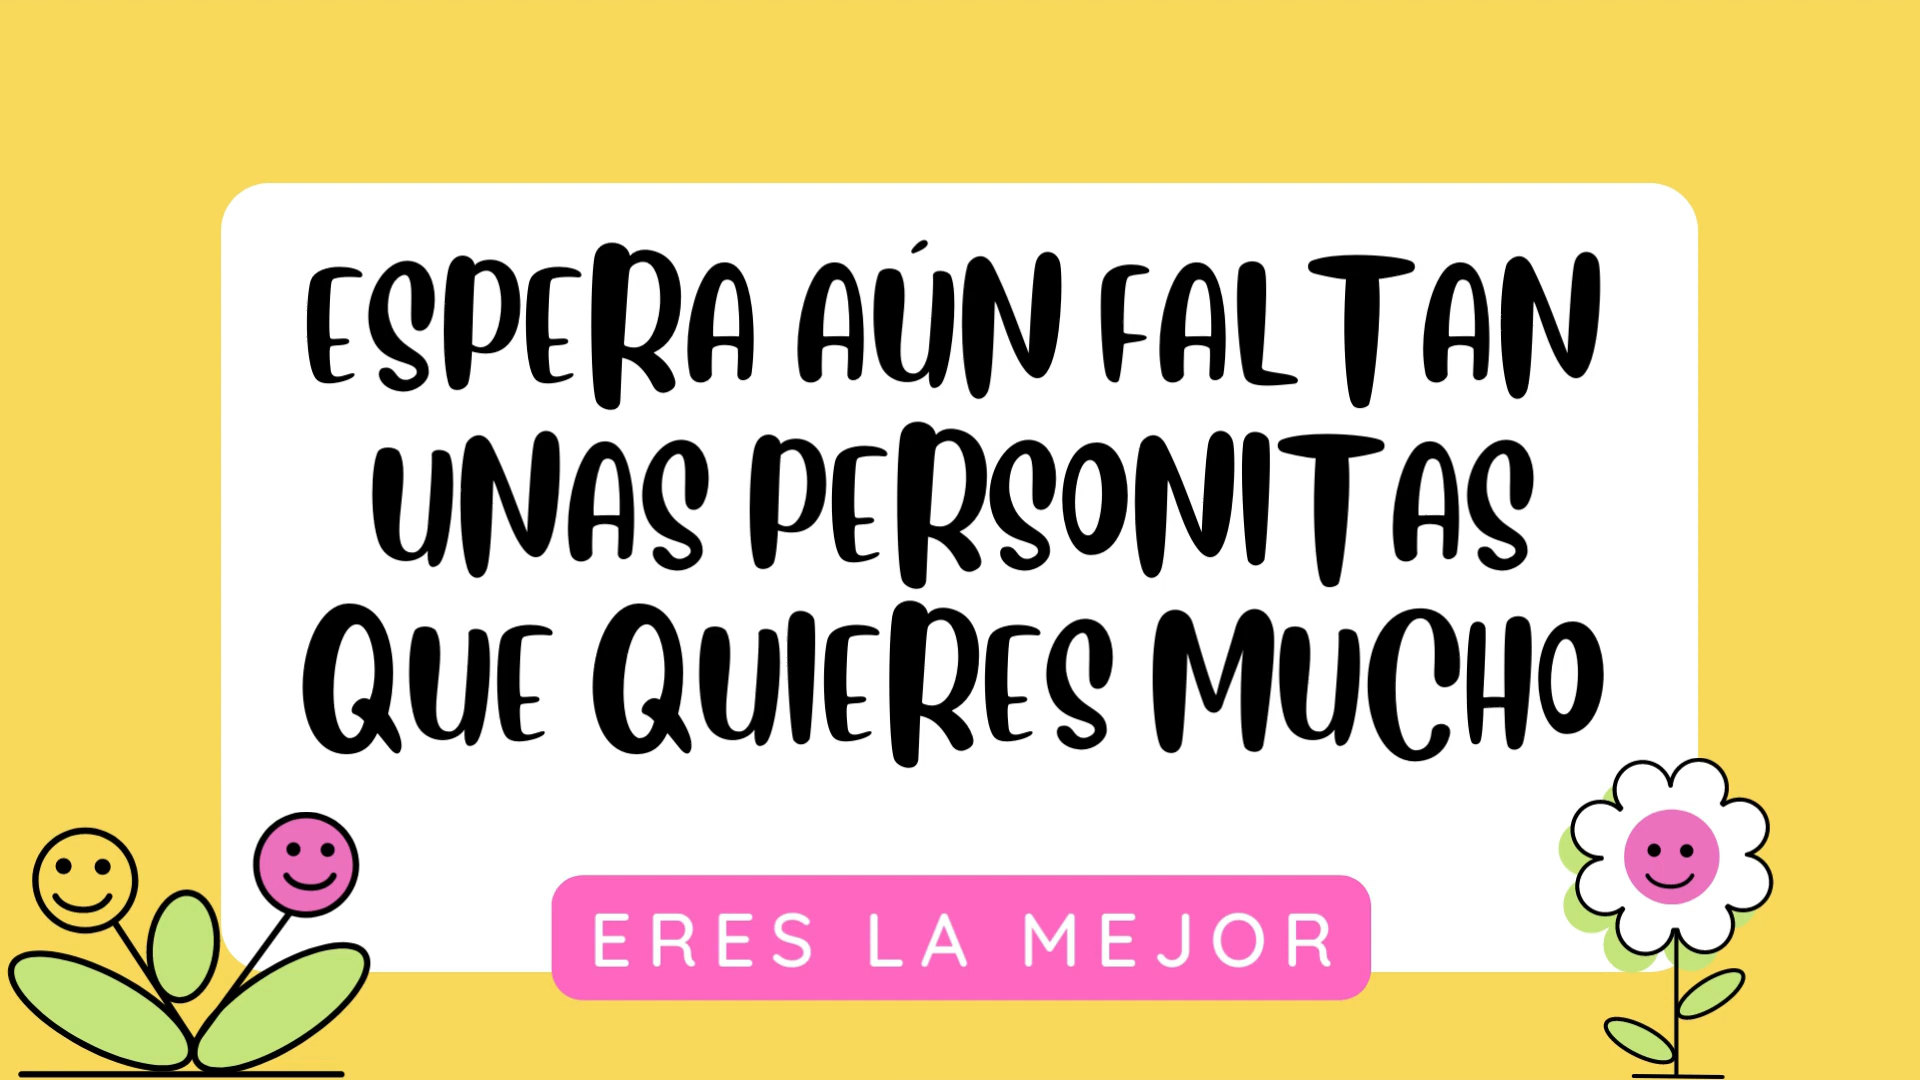 ESPERA AÚN FALTAN
UNAS PERSONITAS
QUE QUIERES MUCHO
ERES LA MEJOR